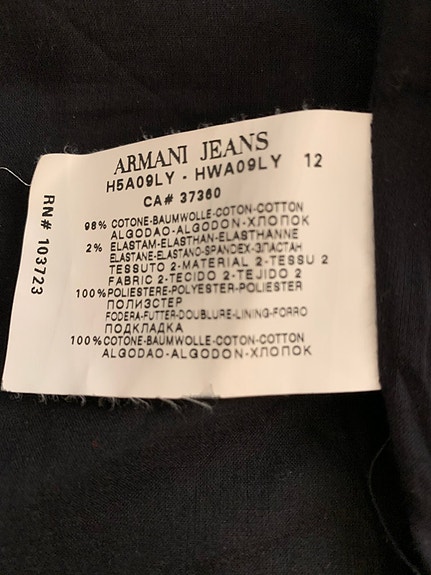 ARMANI JEANS
H5A09LY - HWA09LY 12
CA# 37360
98% COTONE-BAUMWOLLE-COTON-COTTON
ALGODAO-ALGODON-ХЛОПОК
2% ELASTAM-ELASTHAN-ELASTHANNE
ELASTANE-ELASTANO-SPANDEX-ЭЛАСТАН
TESSUTO 2-MATERIAL 2-TESSU 2
FABRIC 2-TECIDO 2-TEJIDO 2
100% POLIESTERE-POLYESTER-POLIESTER
ПОЛИЭСТЕР
FODERA-FUTTER-DOUBLURE-LINING-FORRO
ПОДКЛАДКА
100% COTONE-BAUMWOLLE-COTON-COTTON
ALGODAO-ALGODON-ХЛОПОК
RN# 103723